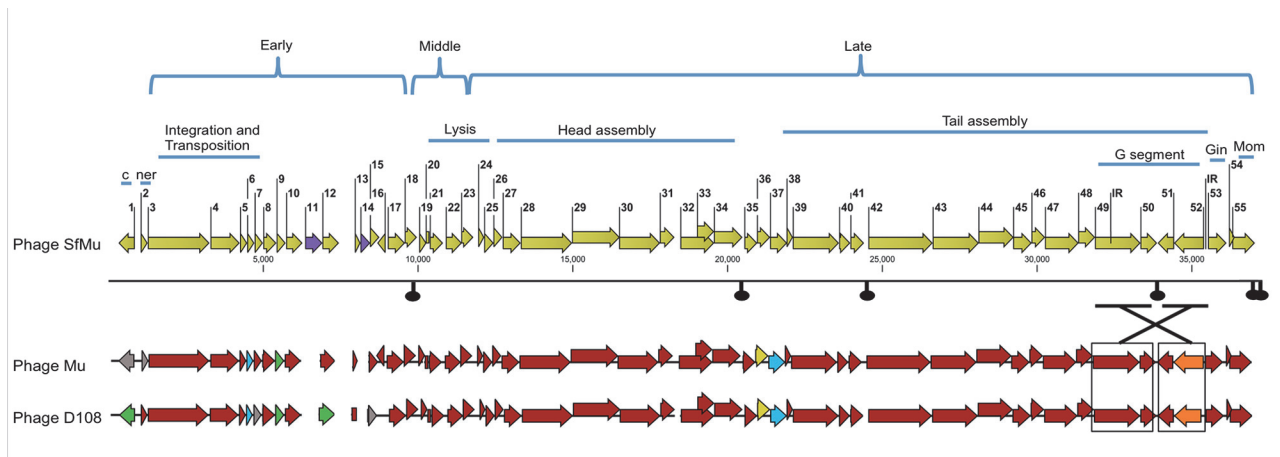 Early Middle Late
Integration and
Transposition
Lysis Head assembly Tail assembly
G segment Gin Mom
c ner
1 2 3 4 5 6 7 8 9 10 11 12 13 14 15 16 17 18 19 20 21 22 23 24 25 26 27 28 29 30 31 32 33 34 35 36 37 38 39 40 41 42 43 44 45 46 47 48 49 IR 50 51 52 IR 53 54 55
Phage SfMu
5,000 10,000 15,000 20,000 25,000 30,000 35,000
Phage Mu
Phage D108